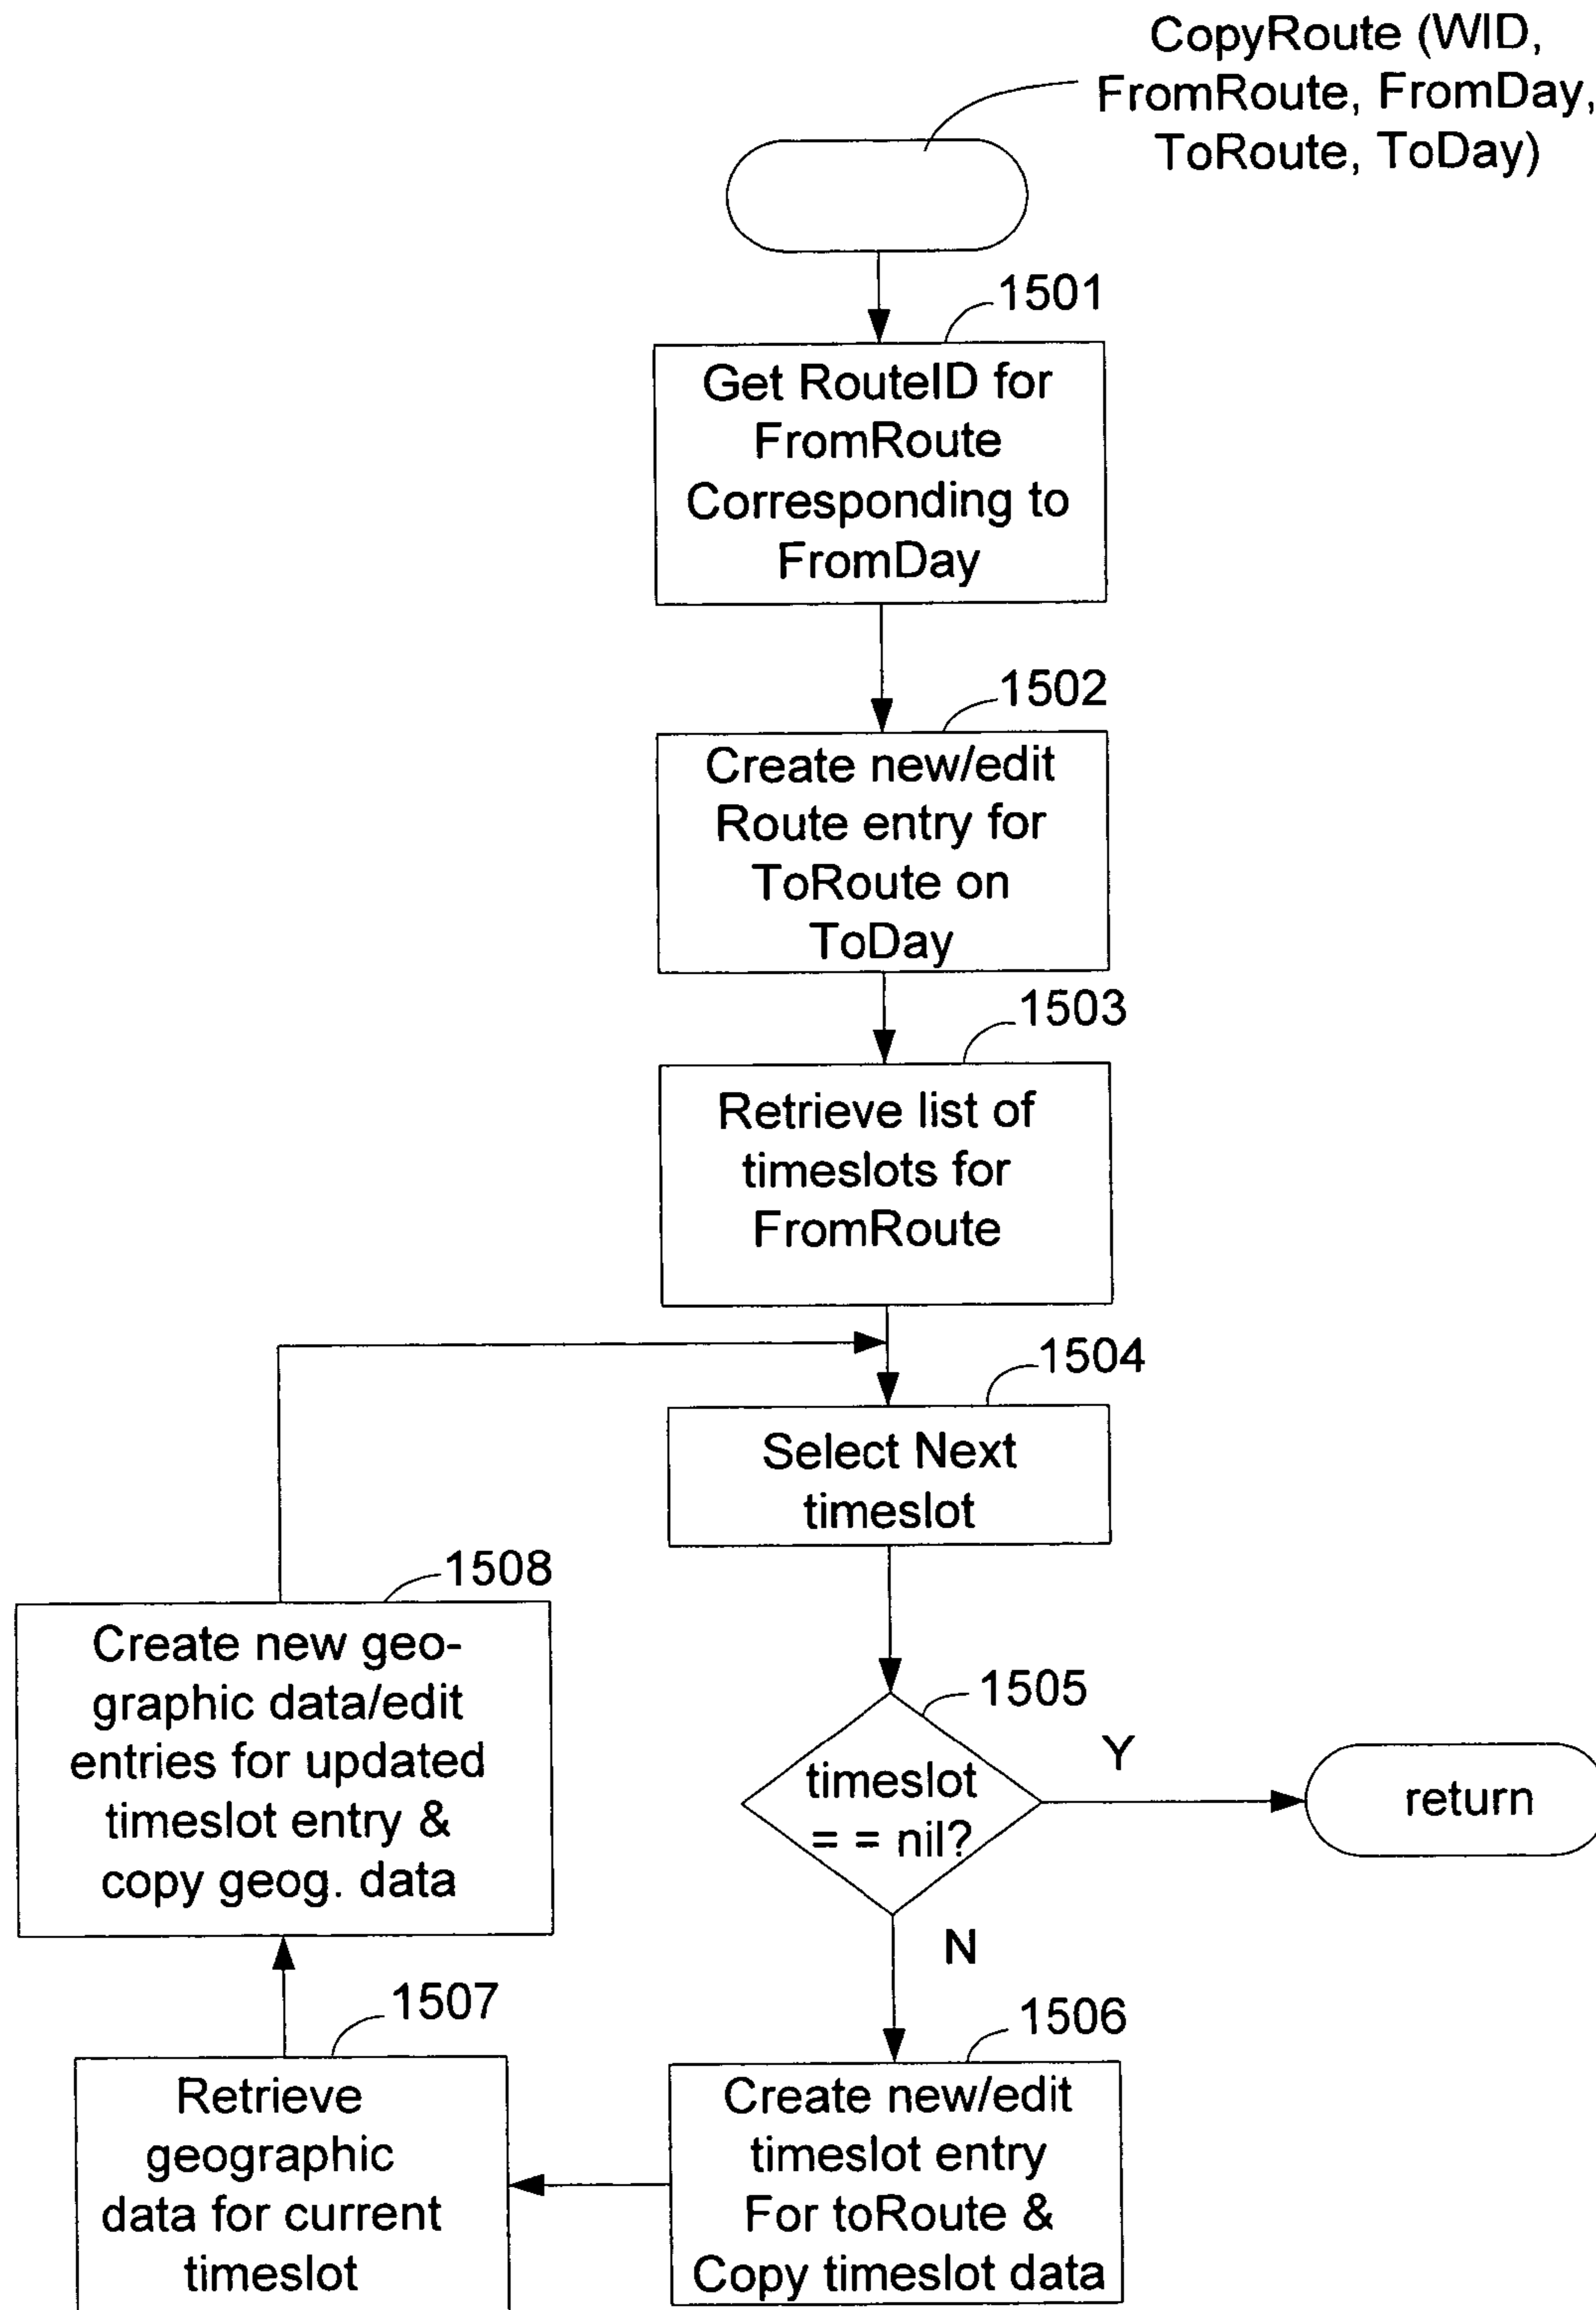 CopyRoute (WID,
FromRoute, FromDay,
ToRoute, ToDay)
1501
Get RouteID for
FromRoute
Corresponding to
FromDay
1502
Create new/edit
Route entry for
ToRoute on
ToDay
1503
Retrieve list of
timeslots for
FromRoute
1504
Select Next
timeslot
1505
timeslot
= = nil?
Y
return
N
1506
Create new/edit
timeslot entry
For toRoute &
Copy timeslot data
1507
Retrieve
geographic
data for current
timeslot
1508
Create new geo-
graphic data/edit
entries for updated
timeslot entry &
copy geog. data